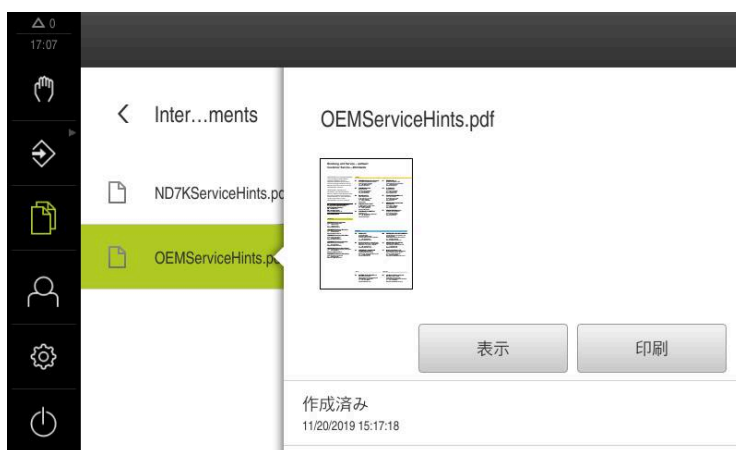 0
17:07
Inter…ments
OEMServiceHints.pdf
ND7KServiceHints.pd
OEMServiceHints.p
表示
印刷
作成済み
11/20/2019 15:17:18